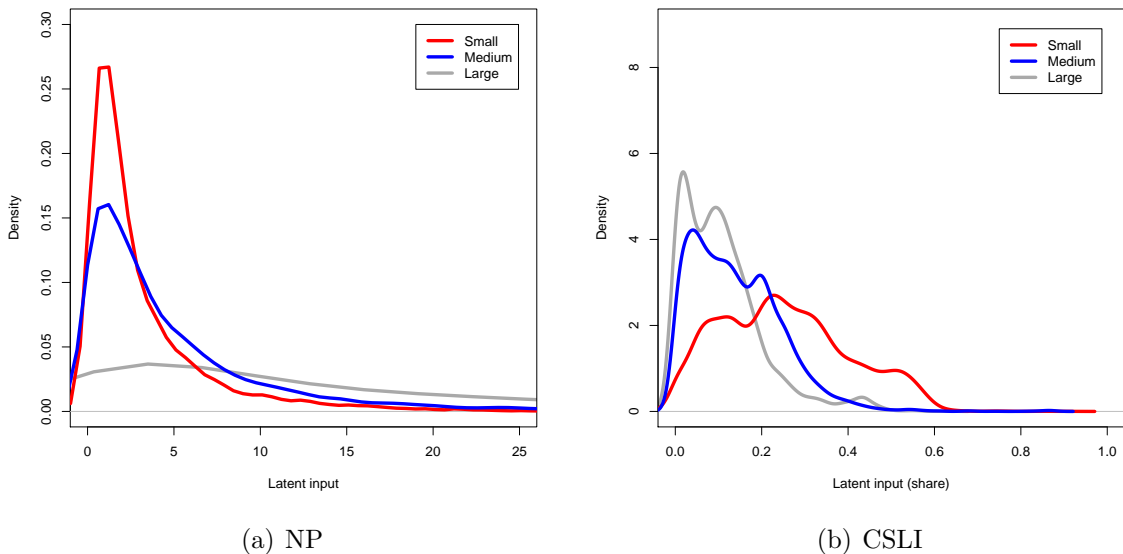 0.00 0.05 0.10 0.15 0.20 0.25 0.30
Density
Small
Medium
Large
0 5 10 15 20 25
Latent input
(a) NP
0 2 4 6 8
Density
Small
Medium
Large
0.0 0.2 0.4 0.6 0.8 1.0
Latent input (share)
(b) CSLI